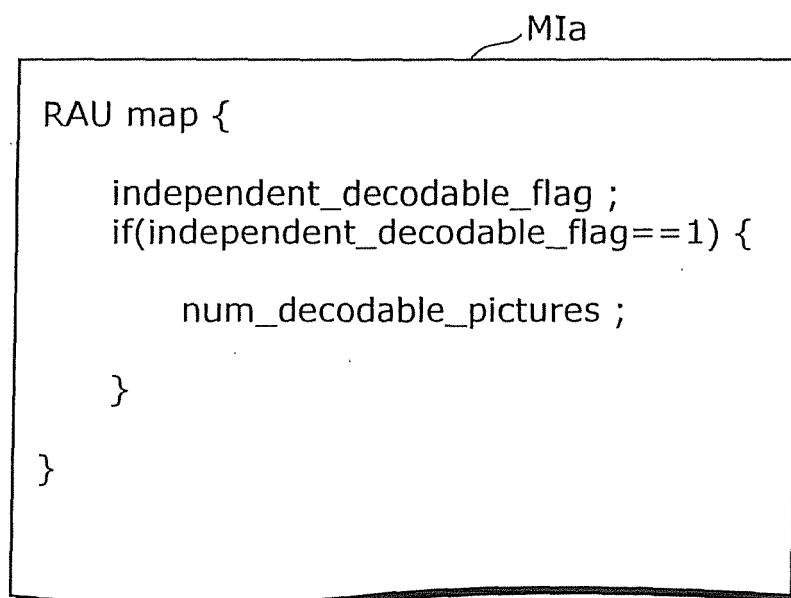 MIa
RAU map {
independent_decodable_flag ;
if(independent_decodable_flag==1) {
num_decodable_pictures ;
}
}